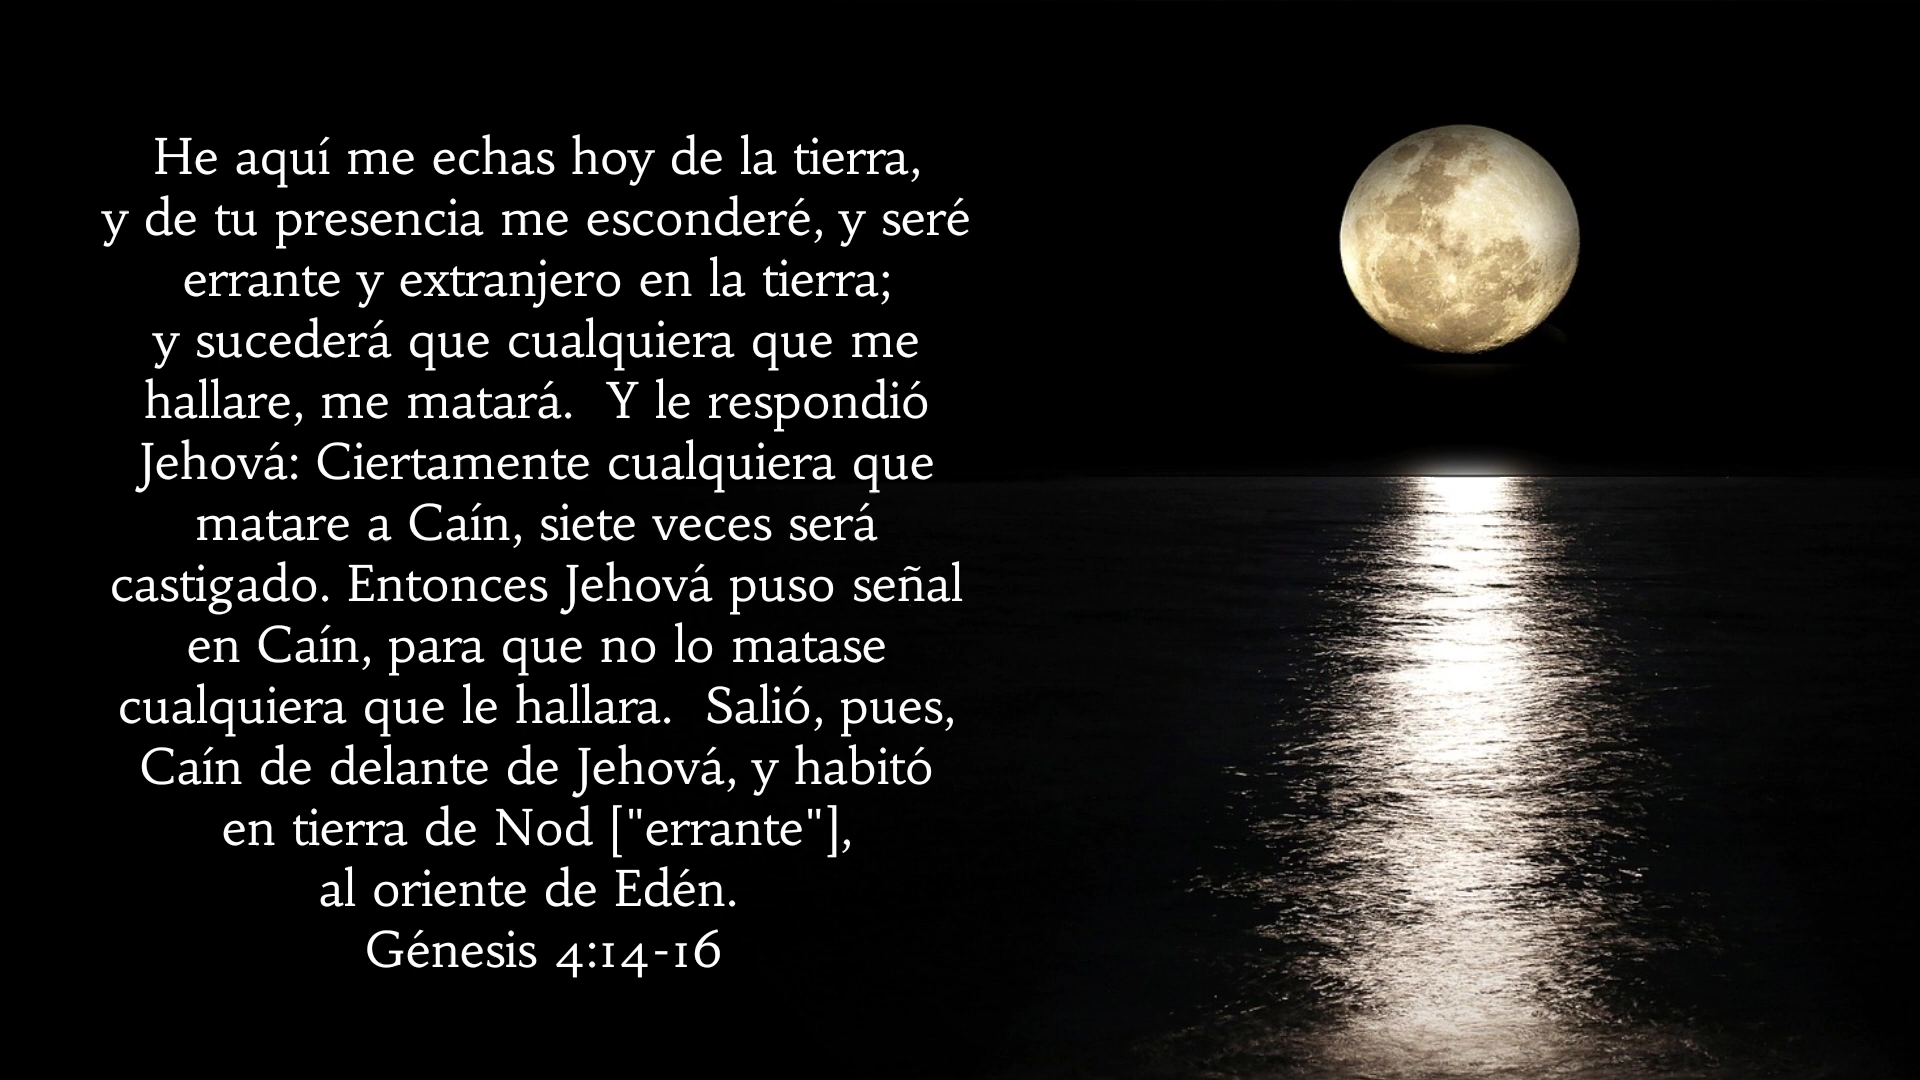 He aquí me echas hoy de la tierra,
y de tu presencia me esconderé, y seré
errante y extranjero en la tierra;
y sucederá que cualquiera que me
hallare, me matará.  Y le respondió
Jehová: Ciertamente cualquiera que
matare a Caín, siete veces será
castigado. Entonces Jehová puso señal
en Caín, para que no lo matase
cualquiera que le hallara.  Salió, pues,
Caín de delante de Jehová, y habitó
en tierra de Nod ["errante"],
al oriente de Edén.
Génesis 4:14-16